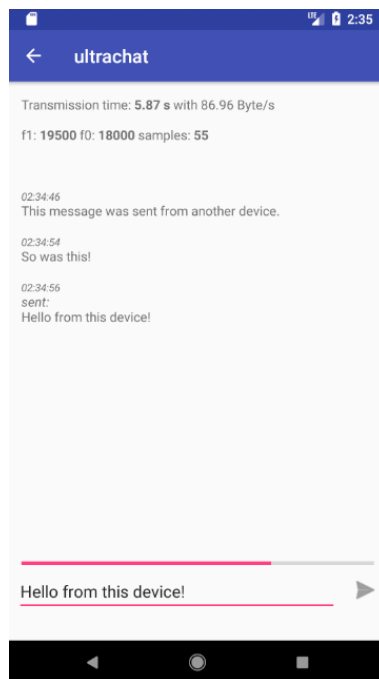 LTE 2:35
ultrachat
Transmission time: 5.87 s with 86.96 Byte/s
f1: 19500 f0: 18000 samples: 55
02:34:46
This message was sent from another device.
02:34:54
So was this!
02:34:56
sent:
Hello from this device!
Hello from this device!